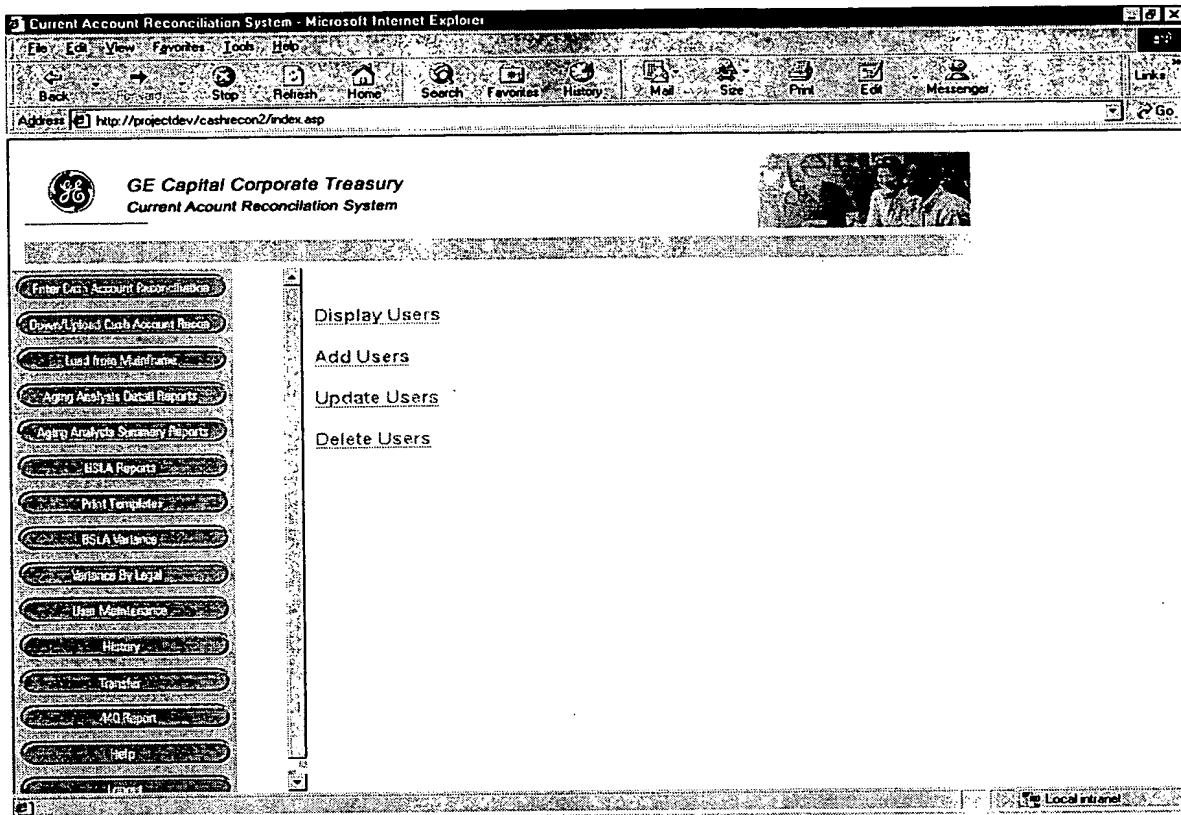 Current Account Reconciliation System - Microsoft Internet Explorer
File Edit View Favorites Tools Help
Back Forward Stop Refresh Home Search Favorites History Mail Size Print Edit Messenger Links
Address http://projectdev/cashrecon2/index.asp Go
GE Capital Corporate Treasury
Current Acount Reconcilation System
Enter Cash Account Reconciliation
Down/Upload Cash Account Recon
Load from Mainframe
Aging Analysis Detail Reports
Aging Analysis Summary Reports
BSLA Reports
Print Templates
BSLA Variance
Variance By Legal
User Maintenance
History
Transfer
.440 Report
Help
Display Users
Add Users
Update Users
Delete Users
Local intranet